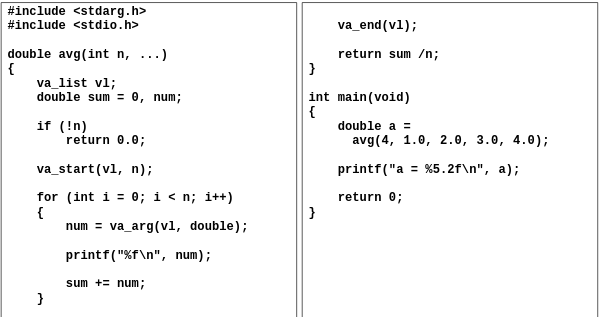 #include <stdarg.h>
#include <stdio.h>

double avg(int n, ...)
{
    va_list vl;
    double sum = 0, num;

    if (!n)
        return 0.0;

    va_start(vl, n);

    for (int i = 0; i < n; i++)
    {
        num = va_arg(vl, double);

        printf("%f\n", num);

        sum += num;
    }

    va_end(vl);

    return sum /n;
}

int main(void)
{
    double a =
      avg(4, 1.0, 2.0, 3.0, 4.0);

    printf("a = %5.2f\n", a);

    return 0;
}